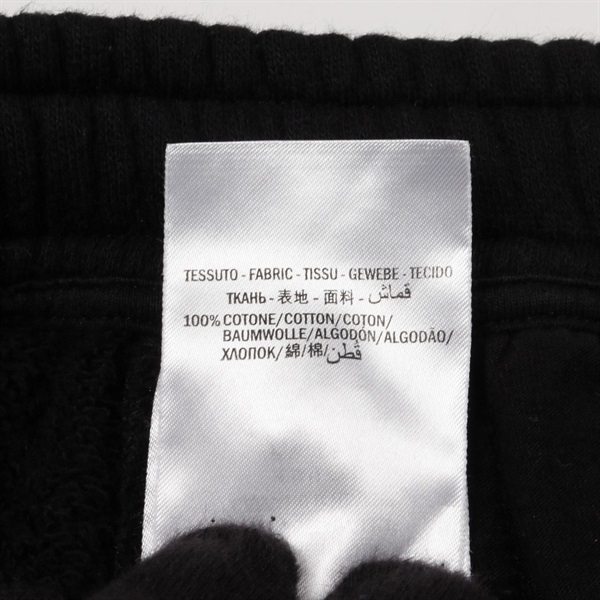 TESSUTO - FABRIC - TISSU - GEWEBE - TECIDO
ТКАНЬ - 表地 - 面料 - قماش
100% COTONE/COTTON/COTON/
BAUMWOLLE/ALGODÓN/ALGODÃO/
ХЛОПОК/綿/棉/قطن